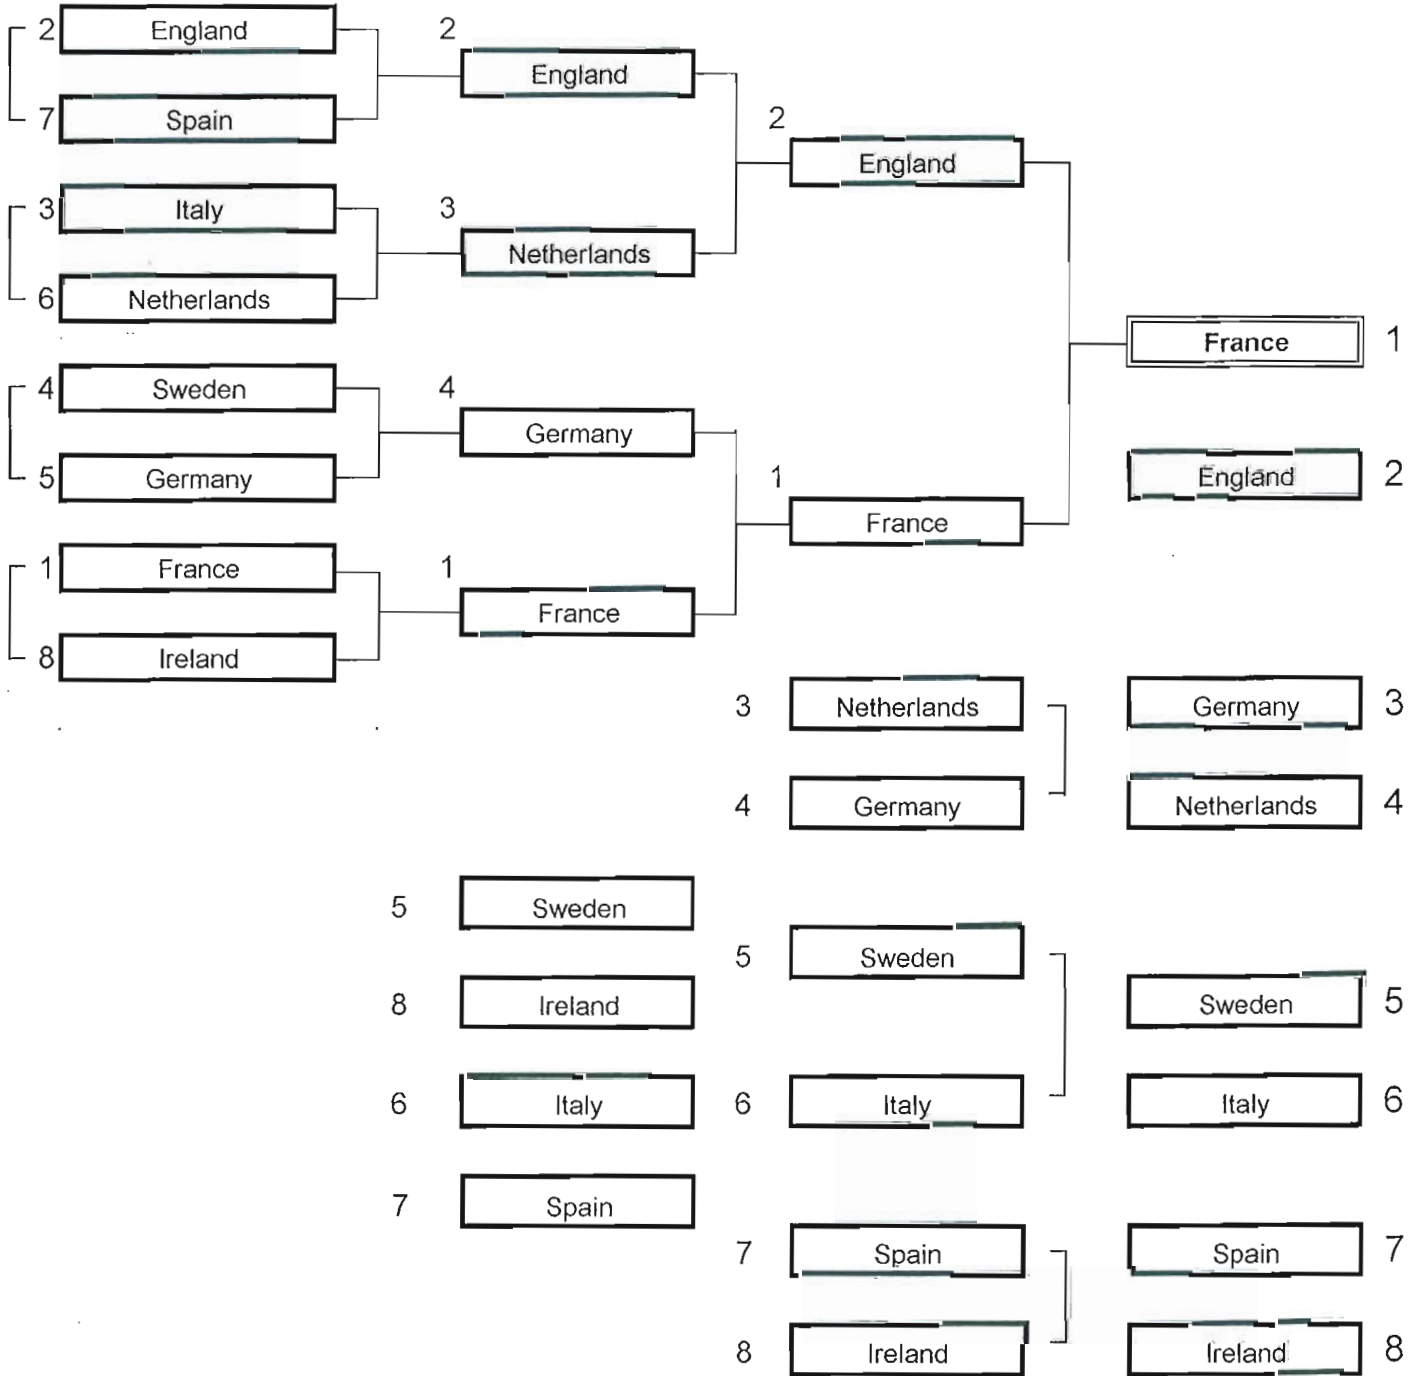 2 England
7 Spain
3 Italy
6 Netherlands
4 Sweden
5 Germany
1 France
8 Ireland
2
England
3
Netherlands
4
Germany
1
France
2
England
1
France
France 1
England 2
3 Netherlands
4 Germany
Germany 3
Netherlands 4
5 Sweden
8 Ireland
6 Italy
7 Spain
5 Sweden
6 Italy
7 Spain
8 Ireland
Sweden 5
Italy 6
Spain 7
Ireland 8